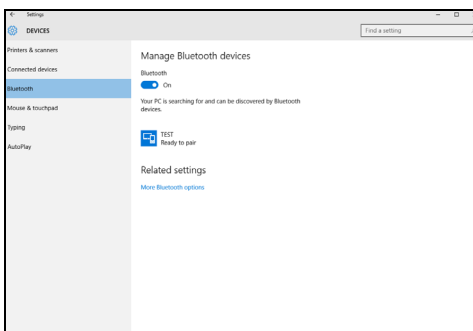 Settings
DEVICES
Find a setting
Printers & scanners
Connected devices
Bluetooth
Mouse & touchpad
Typing
AutoPlay
Manage Bluetooth devices
Bluetooth
On
Your PC is searching for and can be discovered by Bluetooth
devices.
TEST
Ready to pair
Related settings
More Bluetooth options